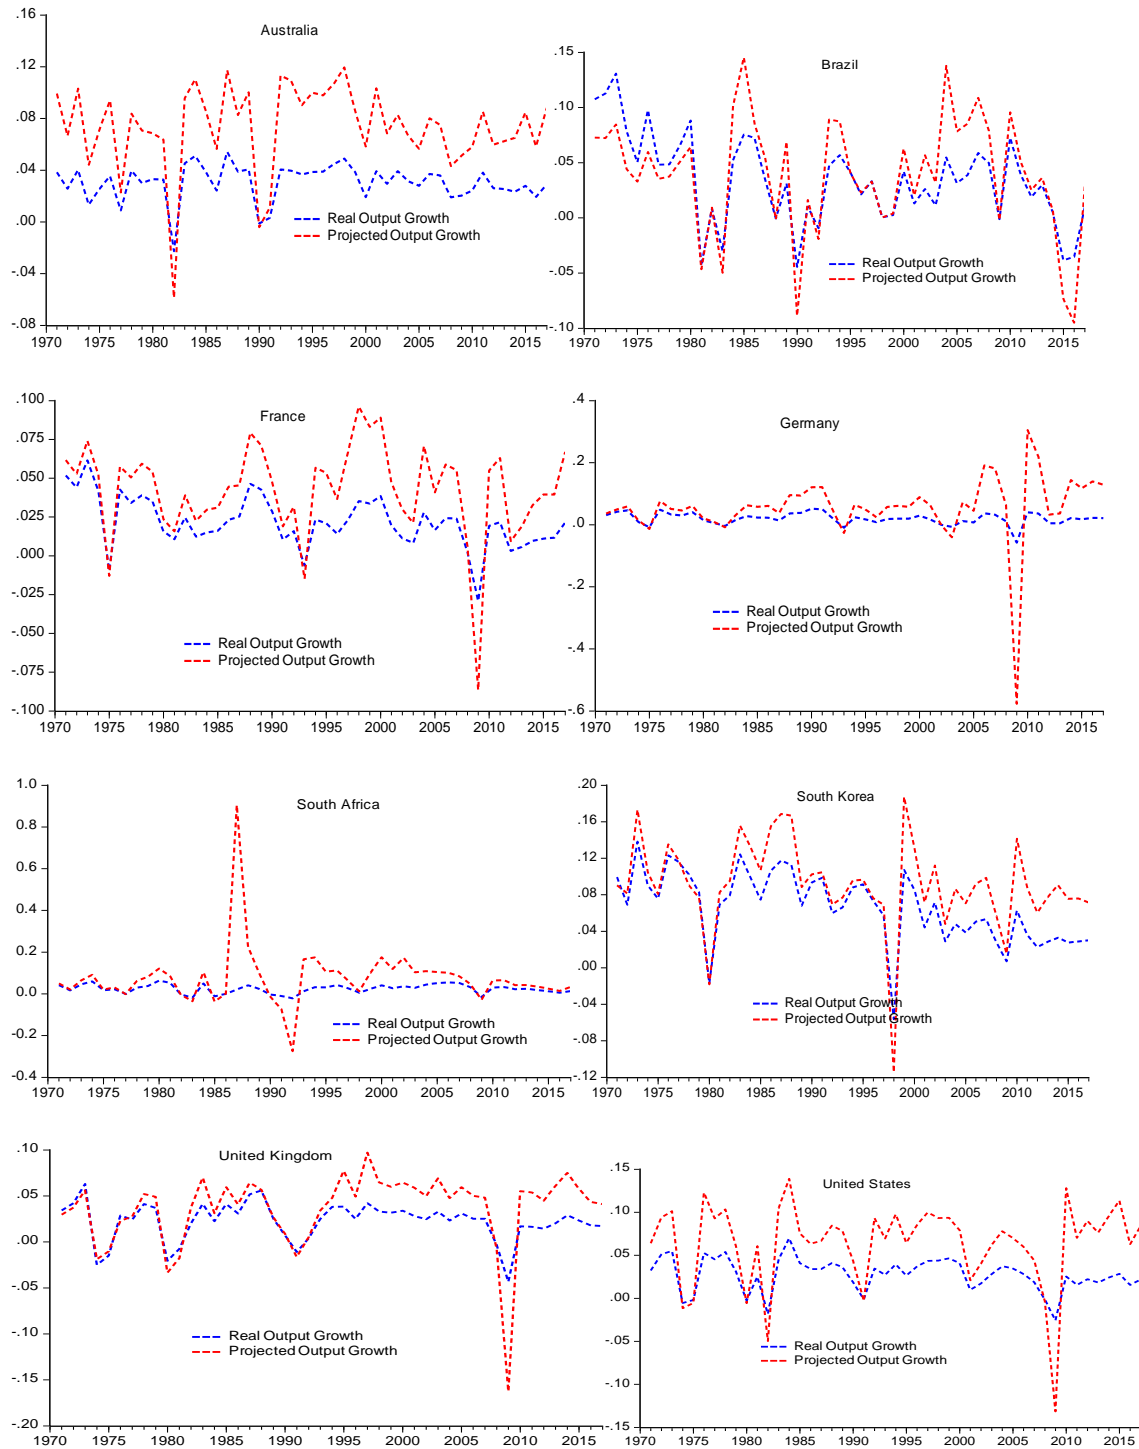 Australia
.16
.12
.08
.04
.00
-.04
-.08
Real Output Growth
Projected Output Growth
1970 1975 1980 1985 1990 1995 2000 2005 2010 2015
Brazil
.15
.10
.05
.00
-.05
-.10
Real Output Growth
Projected Output Growth
1970 1975 1980 1985 1990 1995 2000 2005 2010 2015
France
.100
.075
.050
.025
.000
-.025
-.050
-.075
-.100
Real Output Growth
Projected Output Growth
1970 1975 1980 1985 1990 1995 2000 2005 2010 2015
Germany
.4
.2
.0
-.2
-.4
-.6
Real Output Growth
Projected Output Growth
1970 1975 1980 1985 1990 1995 2000 2005 2010 2015
South Africa
1.0
0.8
0.6
0.4
0.2
0.0
-0.2
-0.4
Real Output Growth
Projected Output Growth
1970 1975 1980 1985 1990 1995 2000 2005 2010 2015
South Korea
.20
.16
.12
.08
.04
.00
-.04
-.08
-.12
Real Output Growth
Projected Output Growth
1970 1975 1980 1985 1990 1995 2000 2005 2010 2015
United Kingdom
.10
.05
.00
-.05
-.10
-.15
-.20
Real Output Growth
Projected Output Growth
1970 1975 1980 1985 1990 1995 2000 2005 2010 2015
United States
.15
.10
.05
.00
-.05
-.10
-.15
Real Output Growth
Projected Output Growth
1970 1975 1980 1985 1990 1995 2000 2005 2010 2015